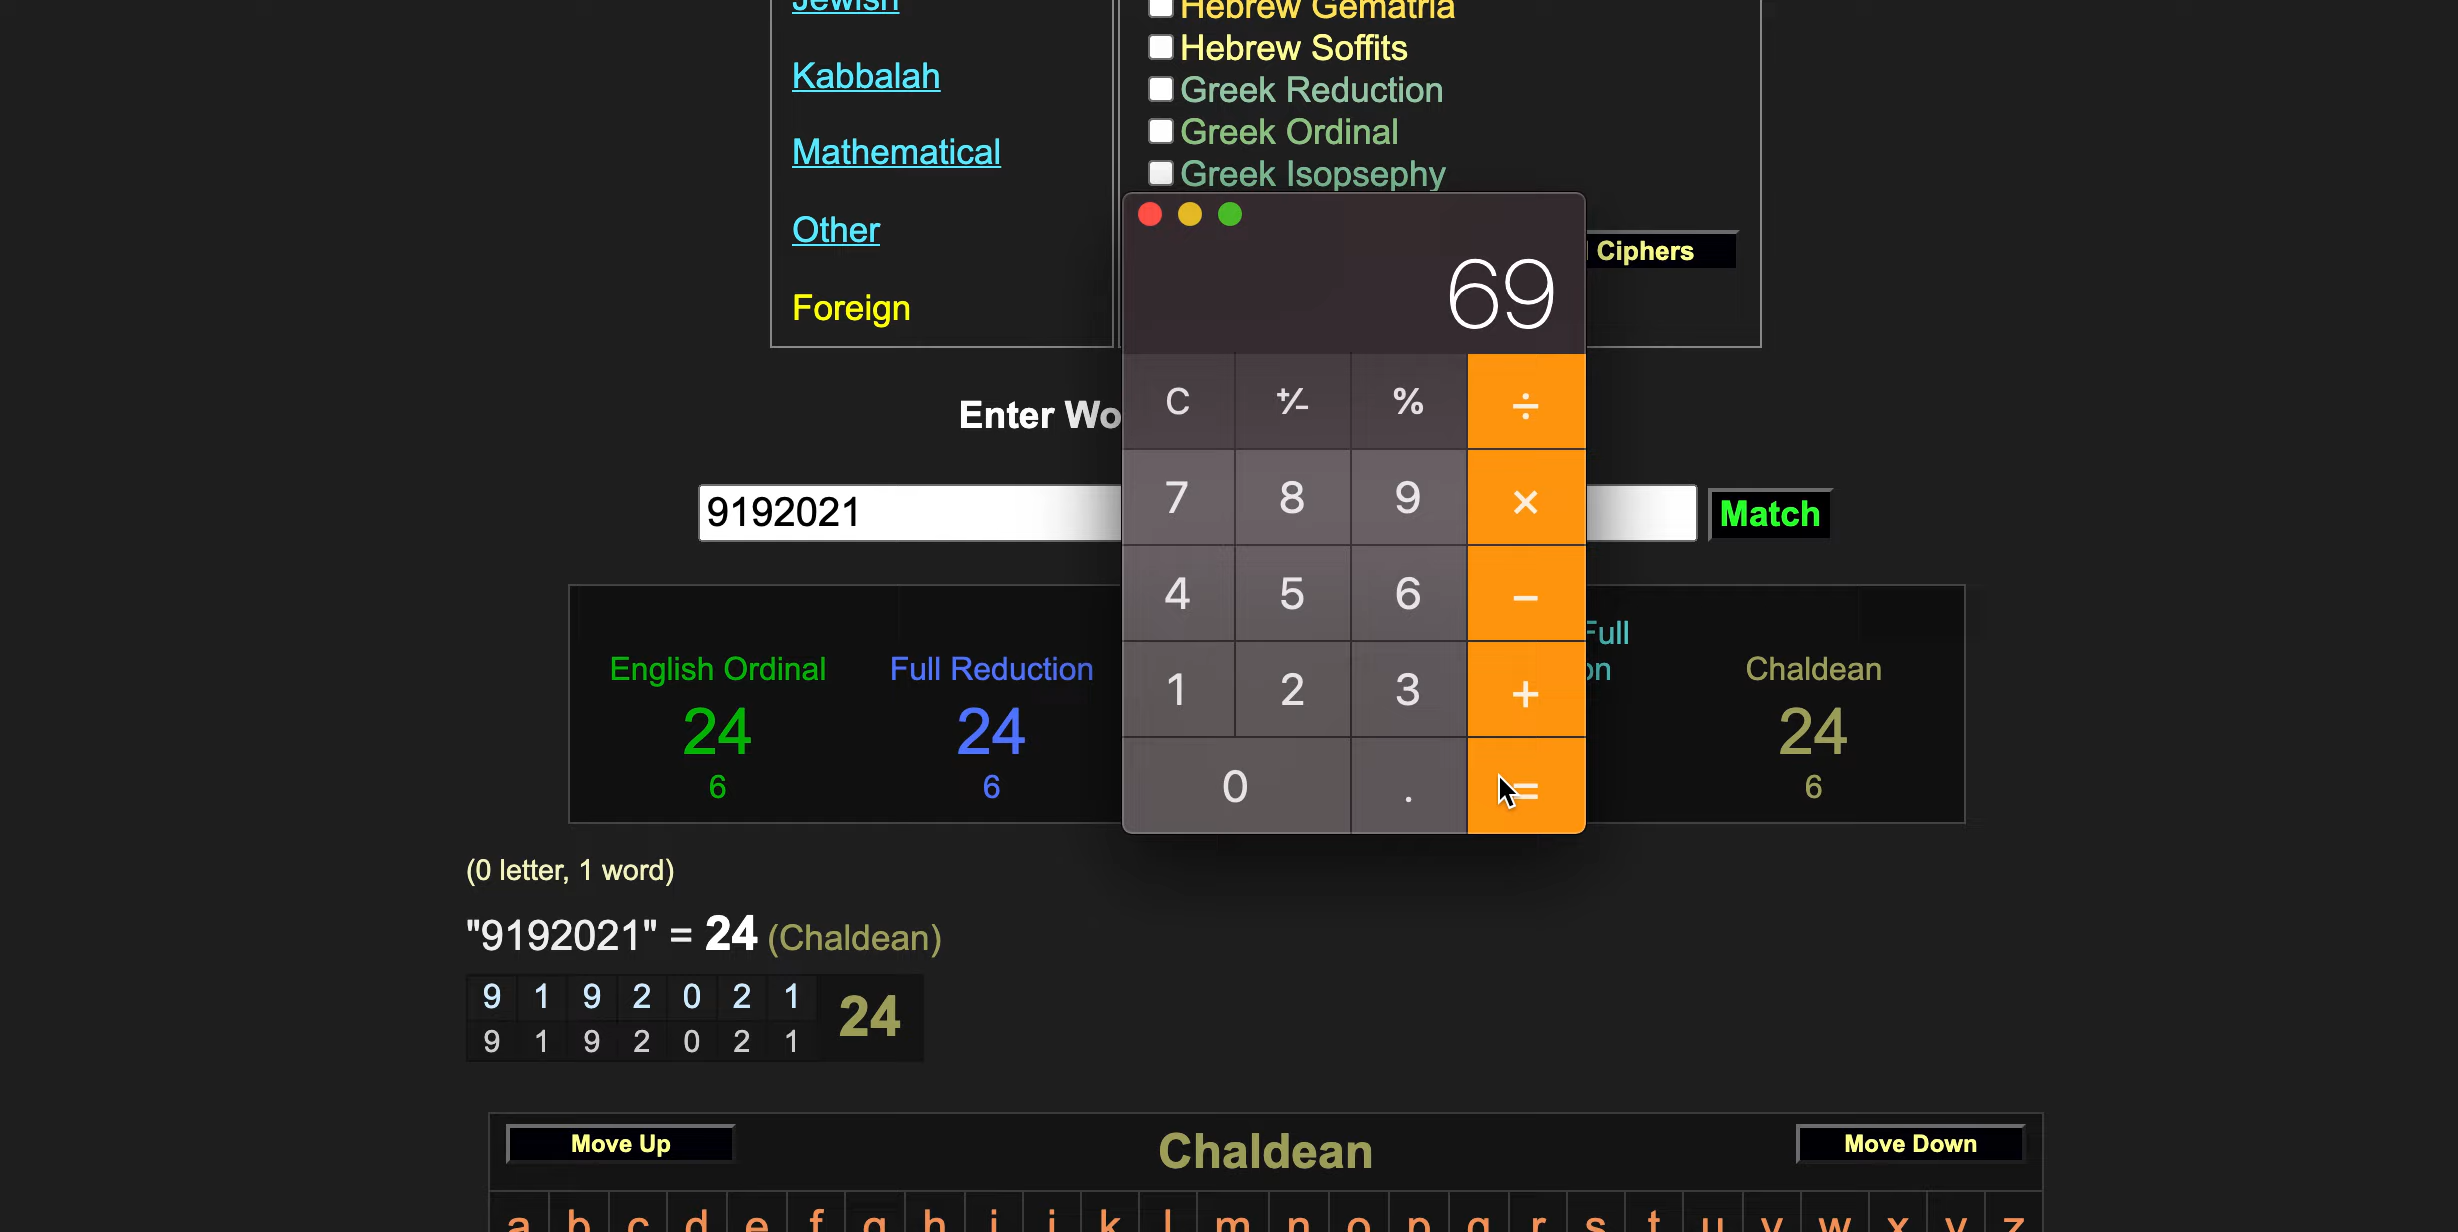 Jewish
Hebrew Gematria
Hebrew Soffits
Kabbalah
Greek Reduction
Greek Ordinal
Mathematical
Greek Isopsephy
Other
Ciphers
Foreign
69
C +⁄- % ÷
Enter Wo
7 8 9 ×
9192021
Match
4 5 6 −
Full
English Ordinal Full Reduction on Chaldean
1 2 3 +
24 24 24
6 6 6
0 . =
(0 letter, 1 word)
"9192021" = 24 (Chaldean)
9 1 9 2 0 2 1
24
9 1 9 2 0 2 1
Move Up Chaldean Move Down
a b c d e f g h i j k l m n o p q r s t u v w x y z